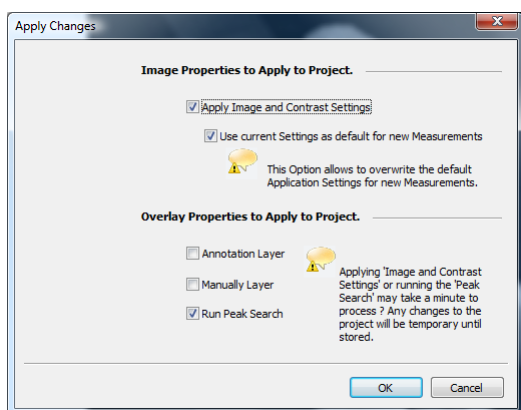 Apply Changes
Image Properties to Apply to Project.
Apply Image and Contrast Settings
Use current Settings as default for new Measurements
This Option allows to overwrite the default
Application Settings for new Measurements.
Overlay Properties to Apply to Project.
Annotation Layer
Manually Layer
Run Peak Search
Applying 'Image and Contrast
Settings' or running the 'Peak
Search' may take a minute to
process ? Any changes to the
project will be temporary until
stored.
OK
Cancel